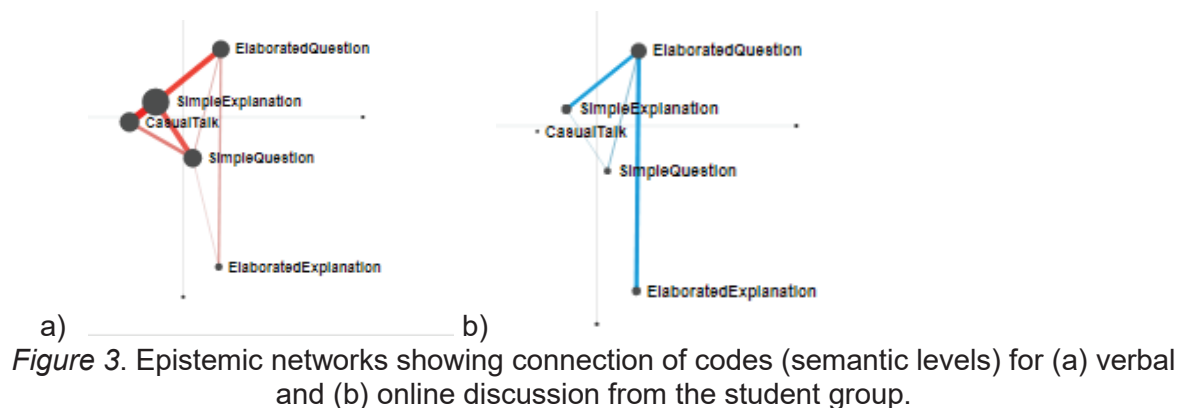 ElaboratedQuestion
SimpleExplanation
CasualTalk
SimpleQuestion
ElaboratedExplanation
a)
ElaboratedQuestion
SimpleExplanation
CasualTalk
SimpleQuestion
ElaboratedExplanation
b)
Figure 3. Epistemic networks showing connection of codes (semantic levels) for (a) verbal
and (b) online discussion from the student group.